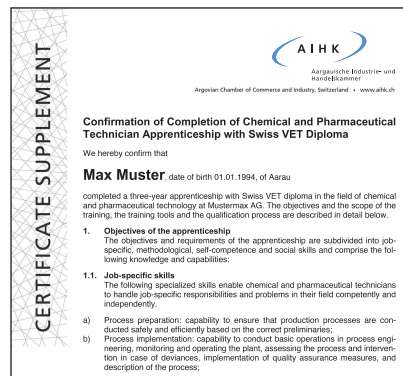 CERTIFICATE SUPPLEMENT
AIHK
Aargauische Industrie- und
Handelskammer
Argovian Chamber of Commerce and Industry, Switzerland • www.aihk.ch
Confirmation of Completion of Chemical and Pharmaceutical
Technician Apprenticeship with Swiss VET Diploma
We hereby confirm that
Max Muster, date of birth 01.01.1994, of Aarau
completed a three-year apprenticeship with Swiss VET diploma in the field of chemical
and pharmaceutical technology at Mustermax AG. The objectives and the scope of the
training, the training tools and the qualification process are described in detail below.
1. Objectives of the apprenticeship
The objectives and requirements of the apprenticeship are subdivided into job-
specific, methodological, self-competence and social skills and comprise the fol-
lowing knowledge and capabilities:
1.1. Job-specific skills
The following specialized skills enable chemical and pharmaceutical technicians
to handle job-specific responsibilities and problems in their field competently and
independently.
a) Process preparation: capability to ensure that production processes are con-
ducted safely and efficiently based on the correct preliminaries;
b) Process implementation: capability to conduct basic operations in process engi-
neering, monitoring and operating the plant, assessing the process and interven-
tion in case of deviances, implementation of quality assurance measures, and
description of the process;